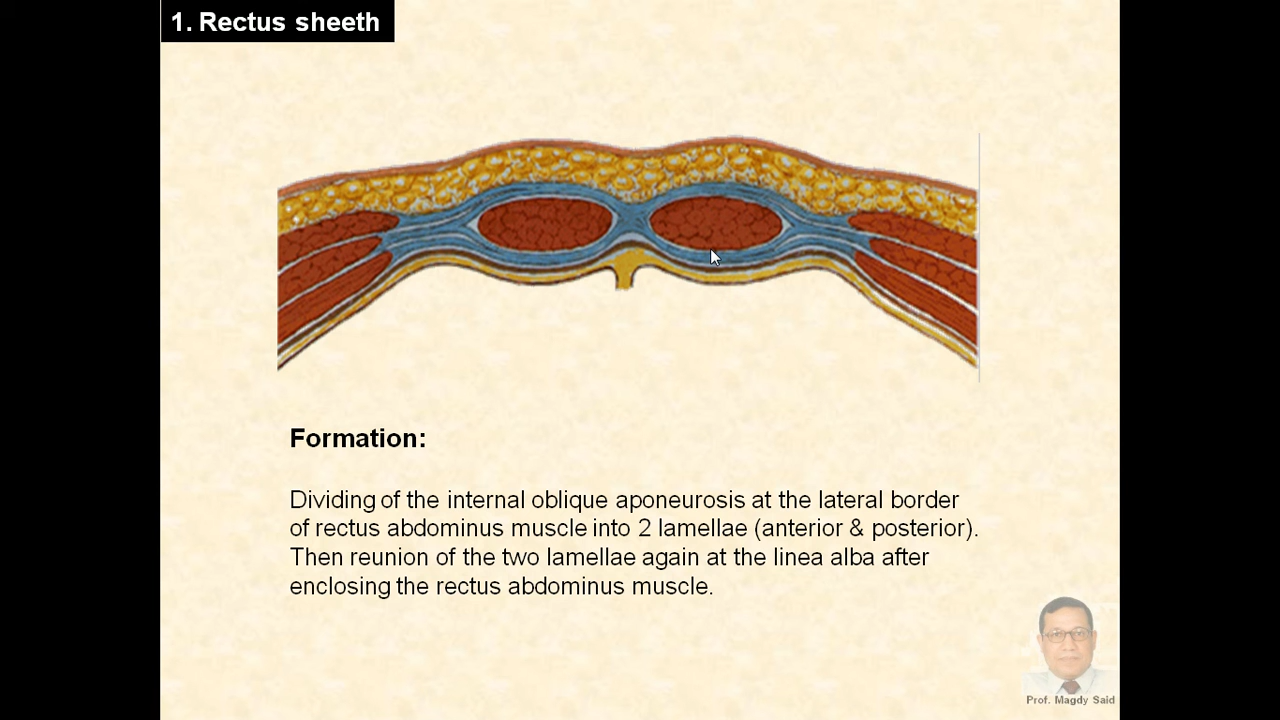 1. Rectus sheeth
Formation:
Dividing of the internal oblique aponeurosis at the lateral border
of rectus abdominus muscle into 2 lamellae (anterior & posterior).
Then reunion of the two lamellae again at the linea alba after
enclosing the rectus abdominus muscle.
Prof. Magdy Said